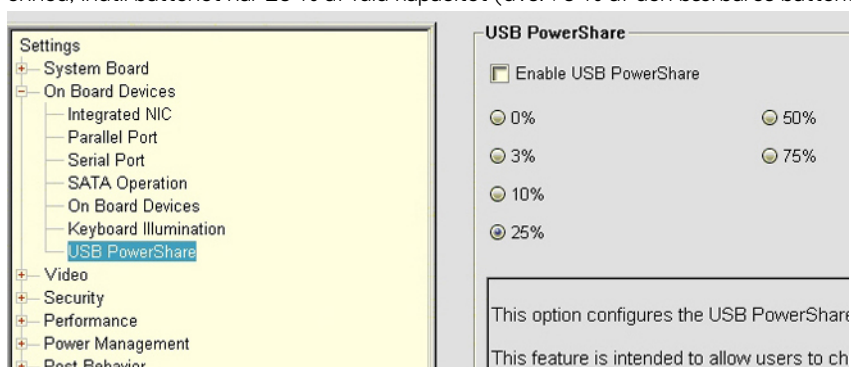 Settings
System Board
On Board Devices
Integrated NIC
Parallel Port
Serial Port
SATA Operation
On Board Devices
Keyboard Illumination
USB PowerShare
Video
Security
Performance
Power Management
Post Behavior
USB PowerShare
Enable USB PowerShare
0%
50%
3%
75%
10%
25%
This option configures the USB PowerShare
This feature is intended to allow users to ch